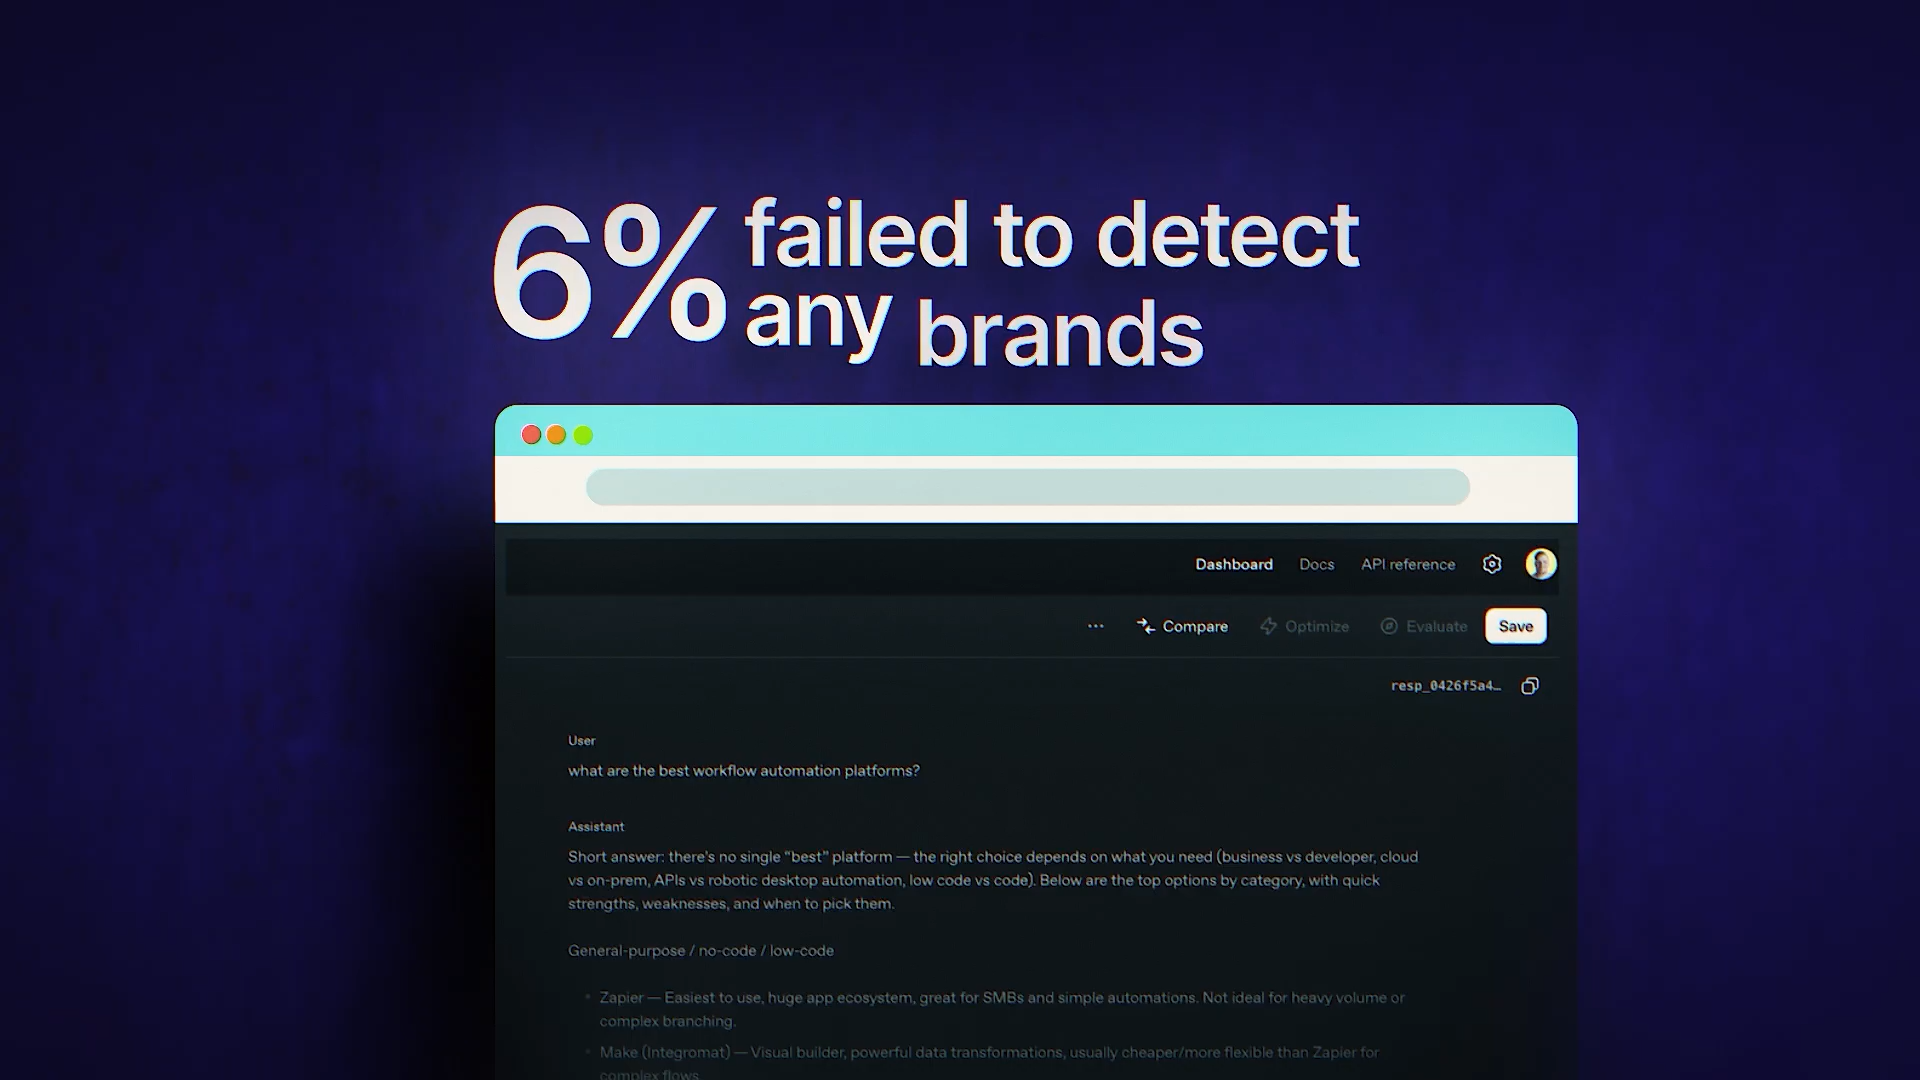 6% failed to detect
any brands
Dashboard Docs API reference
... Compare Optimize Evaluate Save
resp_0426f5a4…
User
what are the best workflow automation platforms?
Assistant
Short answer: there's no single “best” platform — the right choice depends on what you need (business vs developer, cloud
vs on-prem, APIs vs robotic desktop automation, low code vs code). Below are the top options by category, with quick
strengths, weaknesses, and when to pick them.
General-purpose / no-code / low-code
• Zapier — Easiest to use, huge app ecosystem, great for SMBs and simple automations. Not ideal for heavy volume or
complex branching.
• Make (Integromat) — Visual builder, powerful data transformations, usually cheaper/more flexible than Zapier for
complex flows